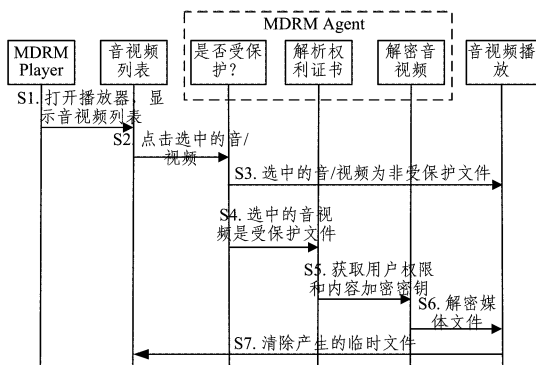 MDRM Agent
MDRM
Player
音视频
列表
是否受保
护?
解析权
利证书
解密音
视频
音视频播
放
S1. 打开播放器、显
示音视频列表
S2. 点击选中的音/
视频
S3. 选中的音/视频为非受保护文件
S4. 选中的音视
频是受保护文件
S5. 获取用户权限
和内容加密密钥
S6. 解密媒
体文件
S7. 清除产生的临时文件